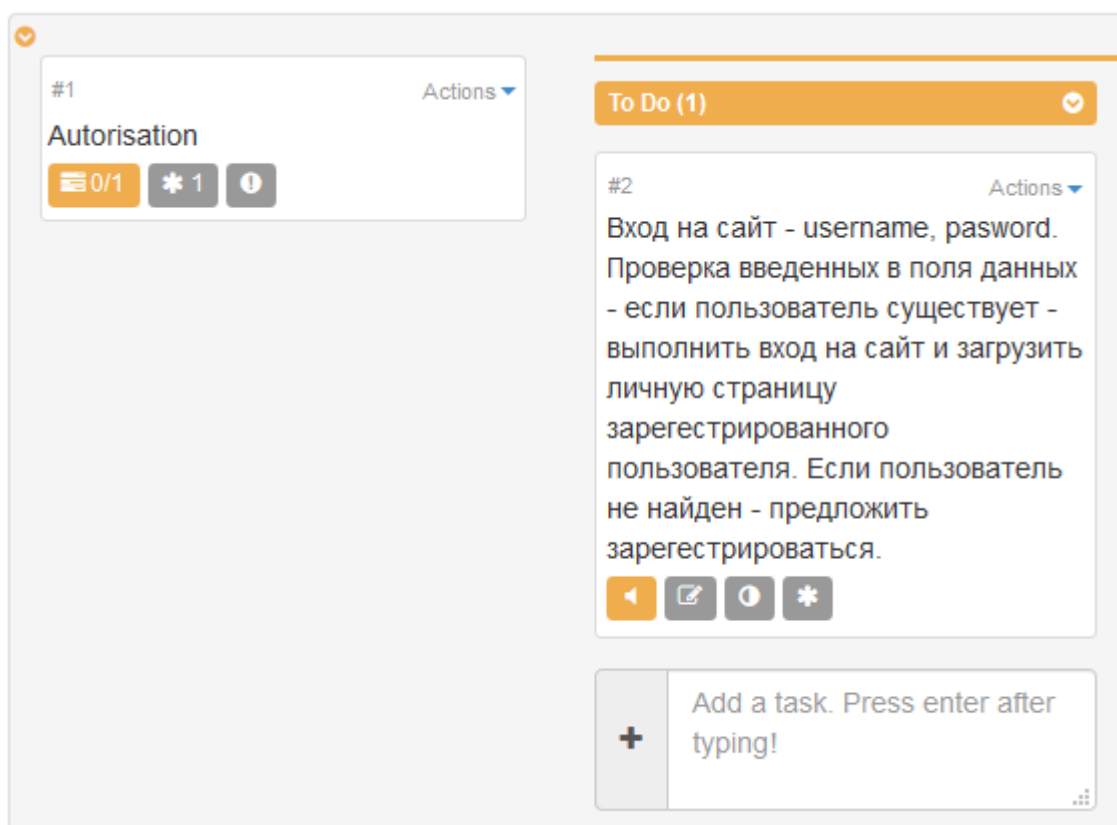 #1
Actions
Autorisation
0/1
1
To Do (1)
#2
Actions
Вход на сайт - username, pasword.
Проверка введенных в поля данных
- если пользователь существует -
выполнить вход на сайт и загрузить
личную страницу
зарегестрированного
пользователя. Если пользователь
не найден - предложить
зарегестрироваться.
Add a task. Press enter after
typing!